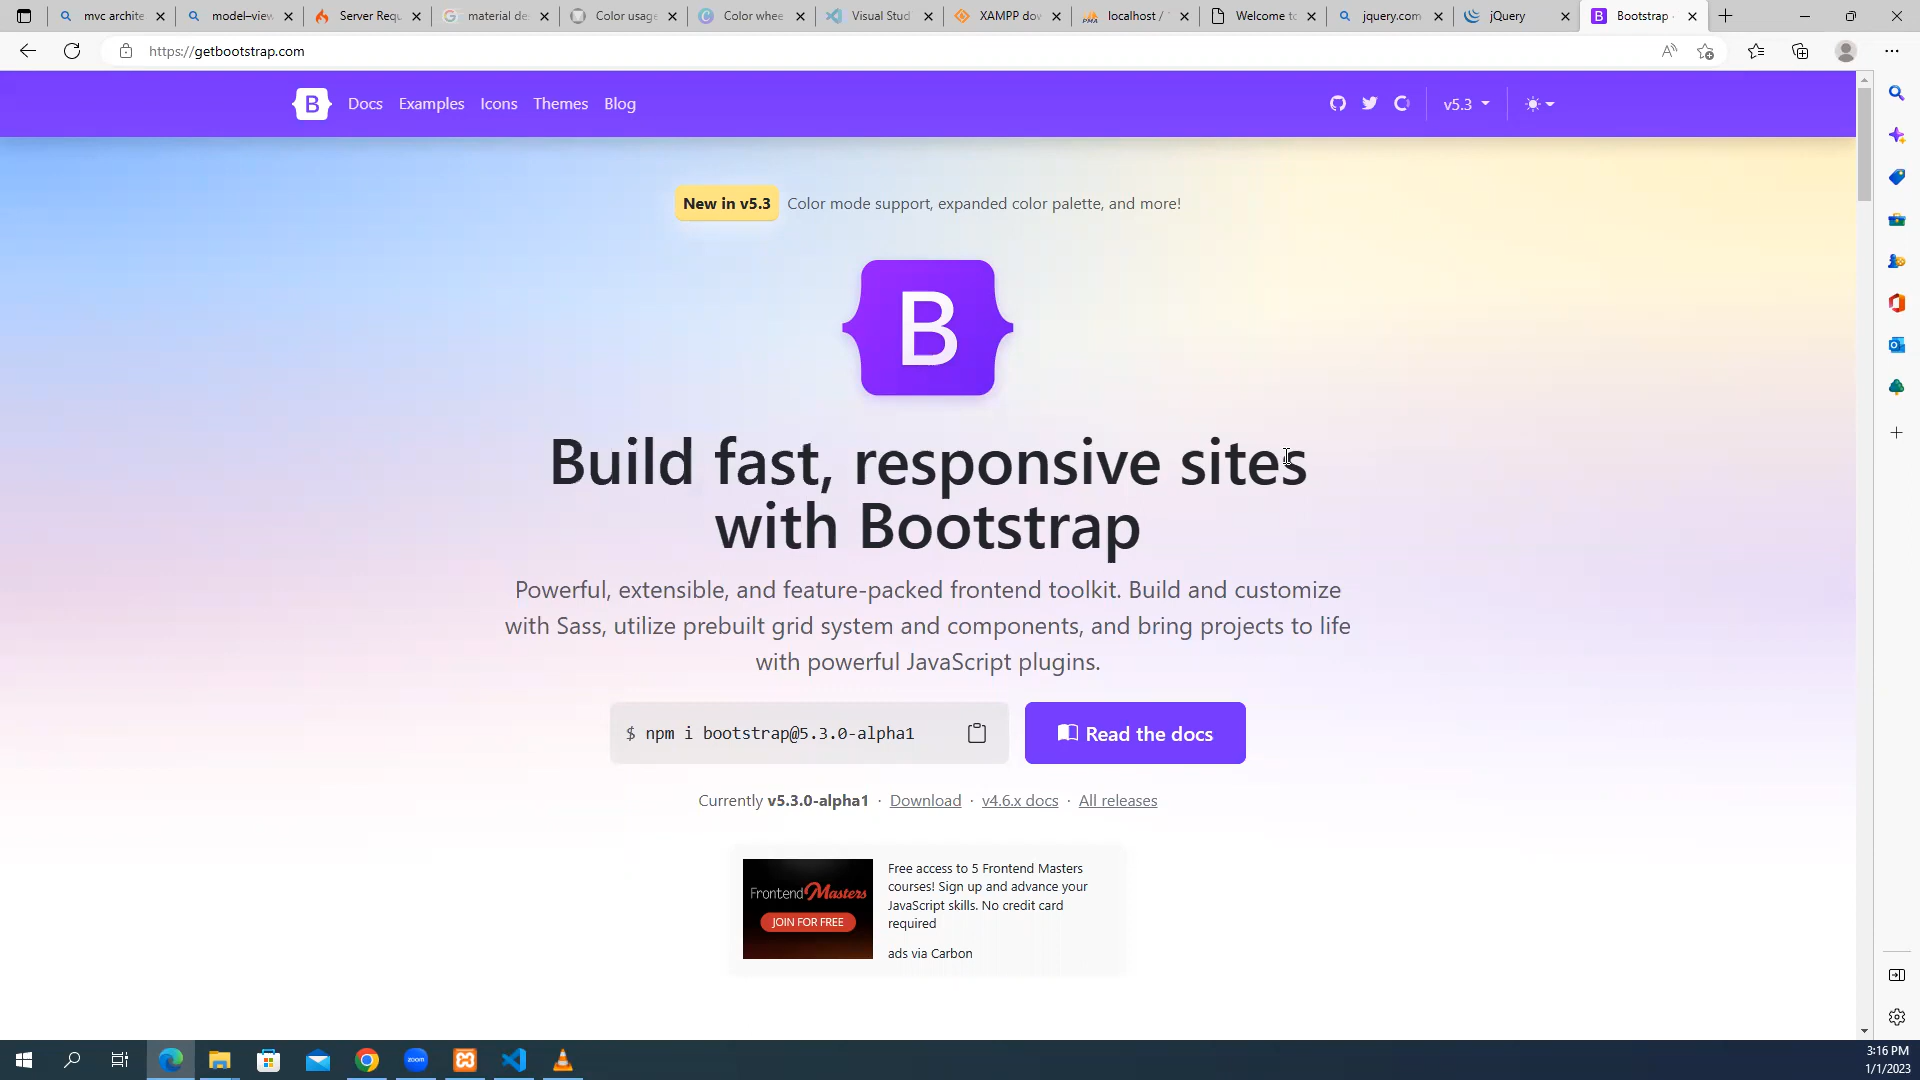 mvc archite
model–view
Server Requ
material de
Color usage
Color whee
Visual Stud
XAMPP dow
localhost /
Welcome to
jquery.com
jQuery
Bootstrap
https://getbootstrap.com
B
Docs
Examples
Icons
Themes
Blog
v5.3
New in v5.3
Color mode support, expanded color palette, and more!
B
Build fast, responsive sites
with Bootstrap
Powerful, extensible, and feature-packed frontend toolkit. Build and customize
with Sass, utilize prebuilt grid system and components, and bring projects to life
with powerful JavaScript plugins.
$ npm i bootstrap@5.3.0-alpha1
Read the docs
Currently v5.3.0-alpha1 · Download · v4.6.x docs · All releases
Frontend Masters
JOIN FOR FREE
Free access to 5 Frontend Masters
courses! Sign up and advance your
JavaScript skills. No credit card
required
ads via Carbon
zoom
3:16 PM
1/1/2023